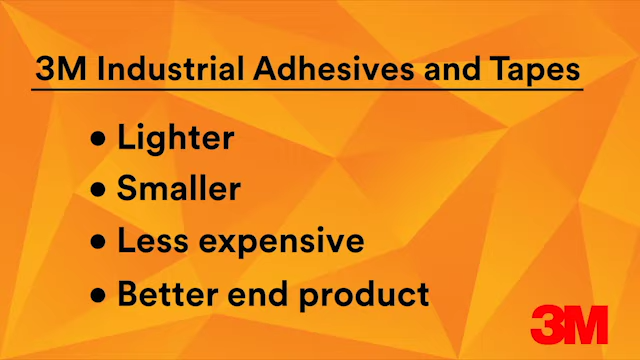 3M Industrial Adhesives and Tapes
• Lighter
• Smaller
• Less expensive
• Better end product
3M